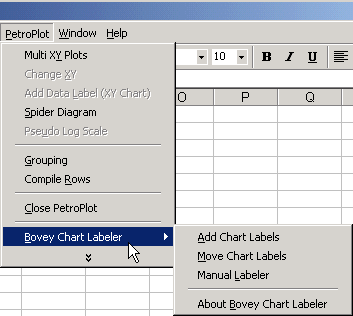 PetroPlot Window Help
Multi XY Plots
Change XY
Add Data Label (XY Chart)
Spider Diagram
Pseudo Log Scale
Grouping
Compile Rows
Close PetroPlot
Bovey Chart Labeler
10 B I U
O P Q
Add Chart Labels
Move Chart Labels
Manual Labeler
About Bovey Chart Labeler